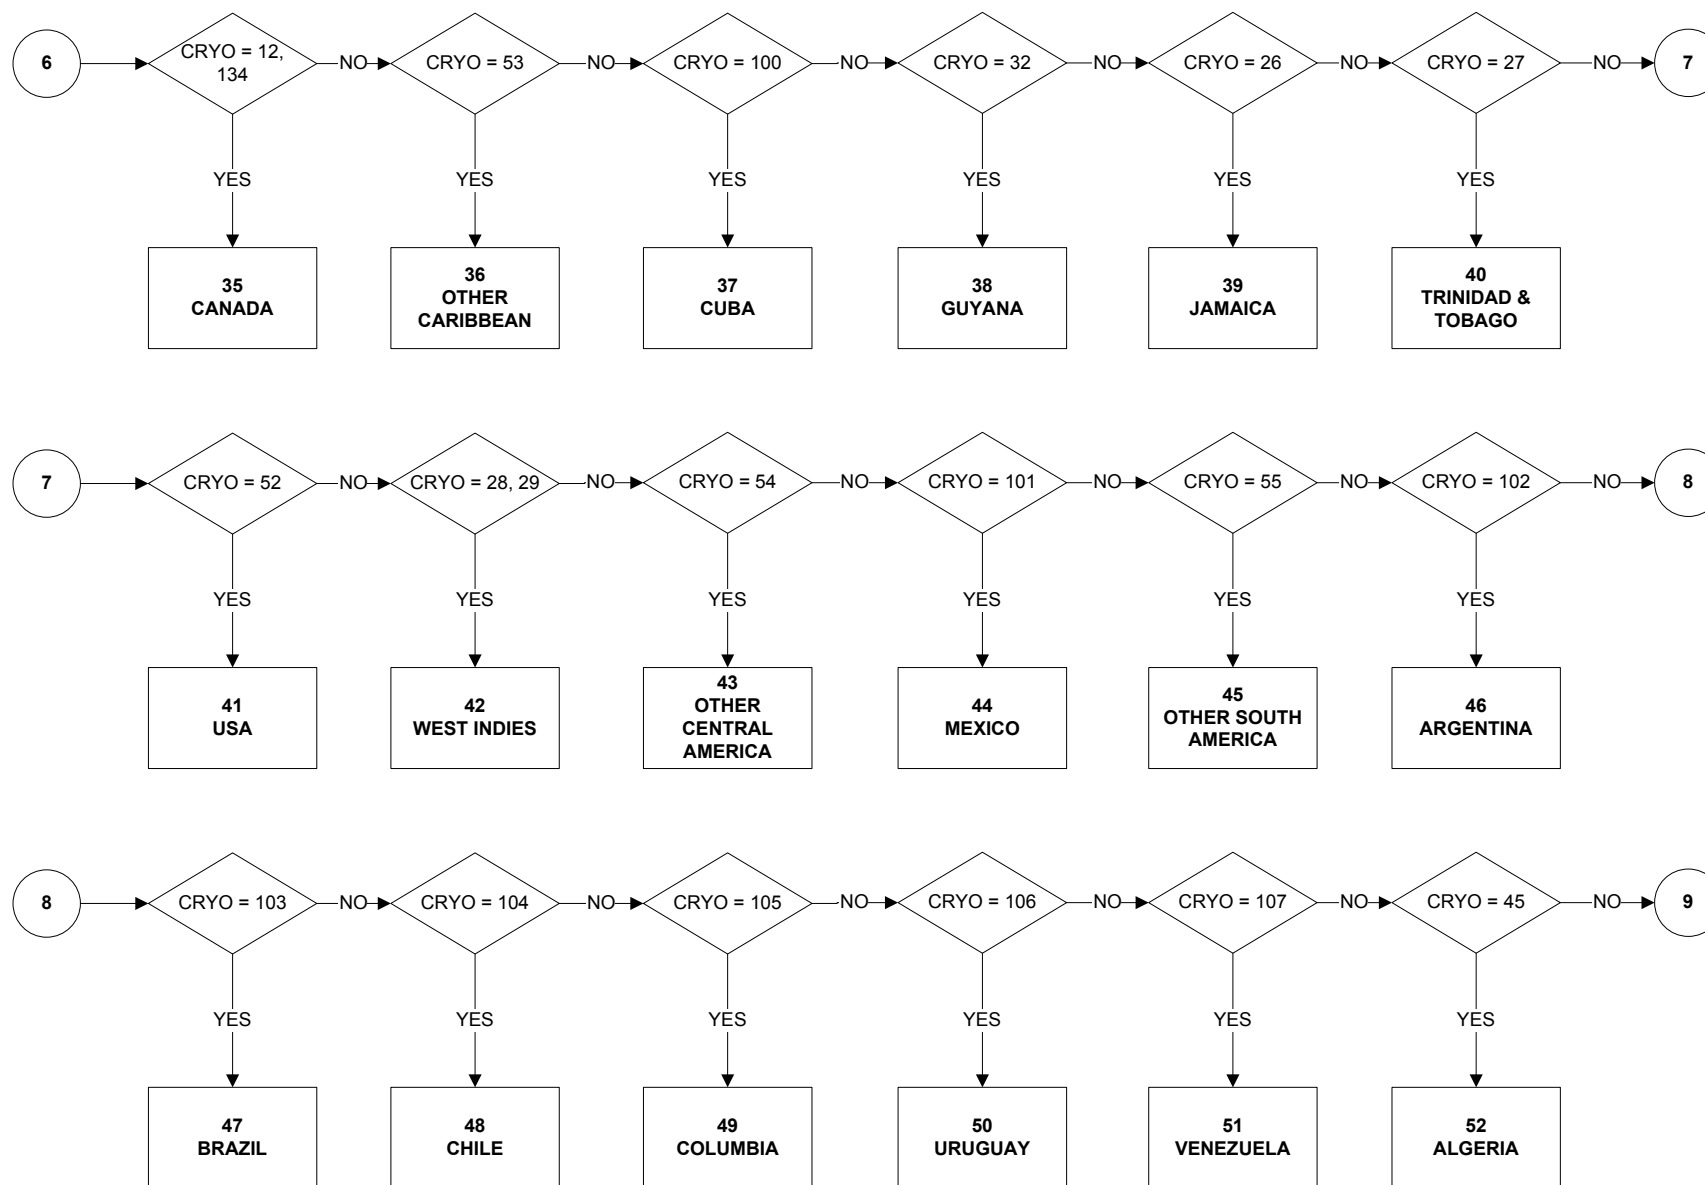 6
CRYO = 12,
134
NO
CRYO = 53
NO
CRYO = 100
NO
CRYO = 32
NO
CRYO = 26
NO
CRYO = 27
NO
7
YES
YES
YES
YES
YES
YES
35
CANADA
36
OTHER
CARIBBEAN
37
CUBA
38
GUYANA
39
JAMAICA
40
TRINIDAD &
TOBAGO
7
CRYO = 52
NO
CRYO = 28, 29
NO
CRYO = 54
NO
CRYO = 101
NO
CRYO = 55
NO
CRYO = 102
NO
8
YES
YES
YES
YES
YES
YES
41
USA
42
WEST INDIES
43
OTHER
CENTRAL
AMERICA
44
MEXICO
45
OTHER SOUTH
AMERICA
46
ARGENTINA
8
CRYO = 103
NO
CRYO = 104
NO
CRYO = 105
NO
CRYO = 106
NO
CRYO = 107
NO
CRYO = 45
NO
9
YES
YES
YES
YES
YES
YES
47
BRAZIL
48
CHILE
49
COLUMBIA
50
URUGUAY
51
VENEZUELA
52
ALGERIA